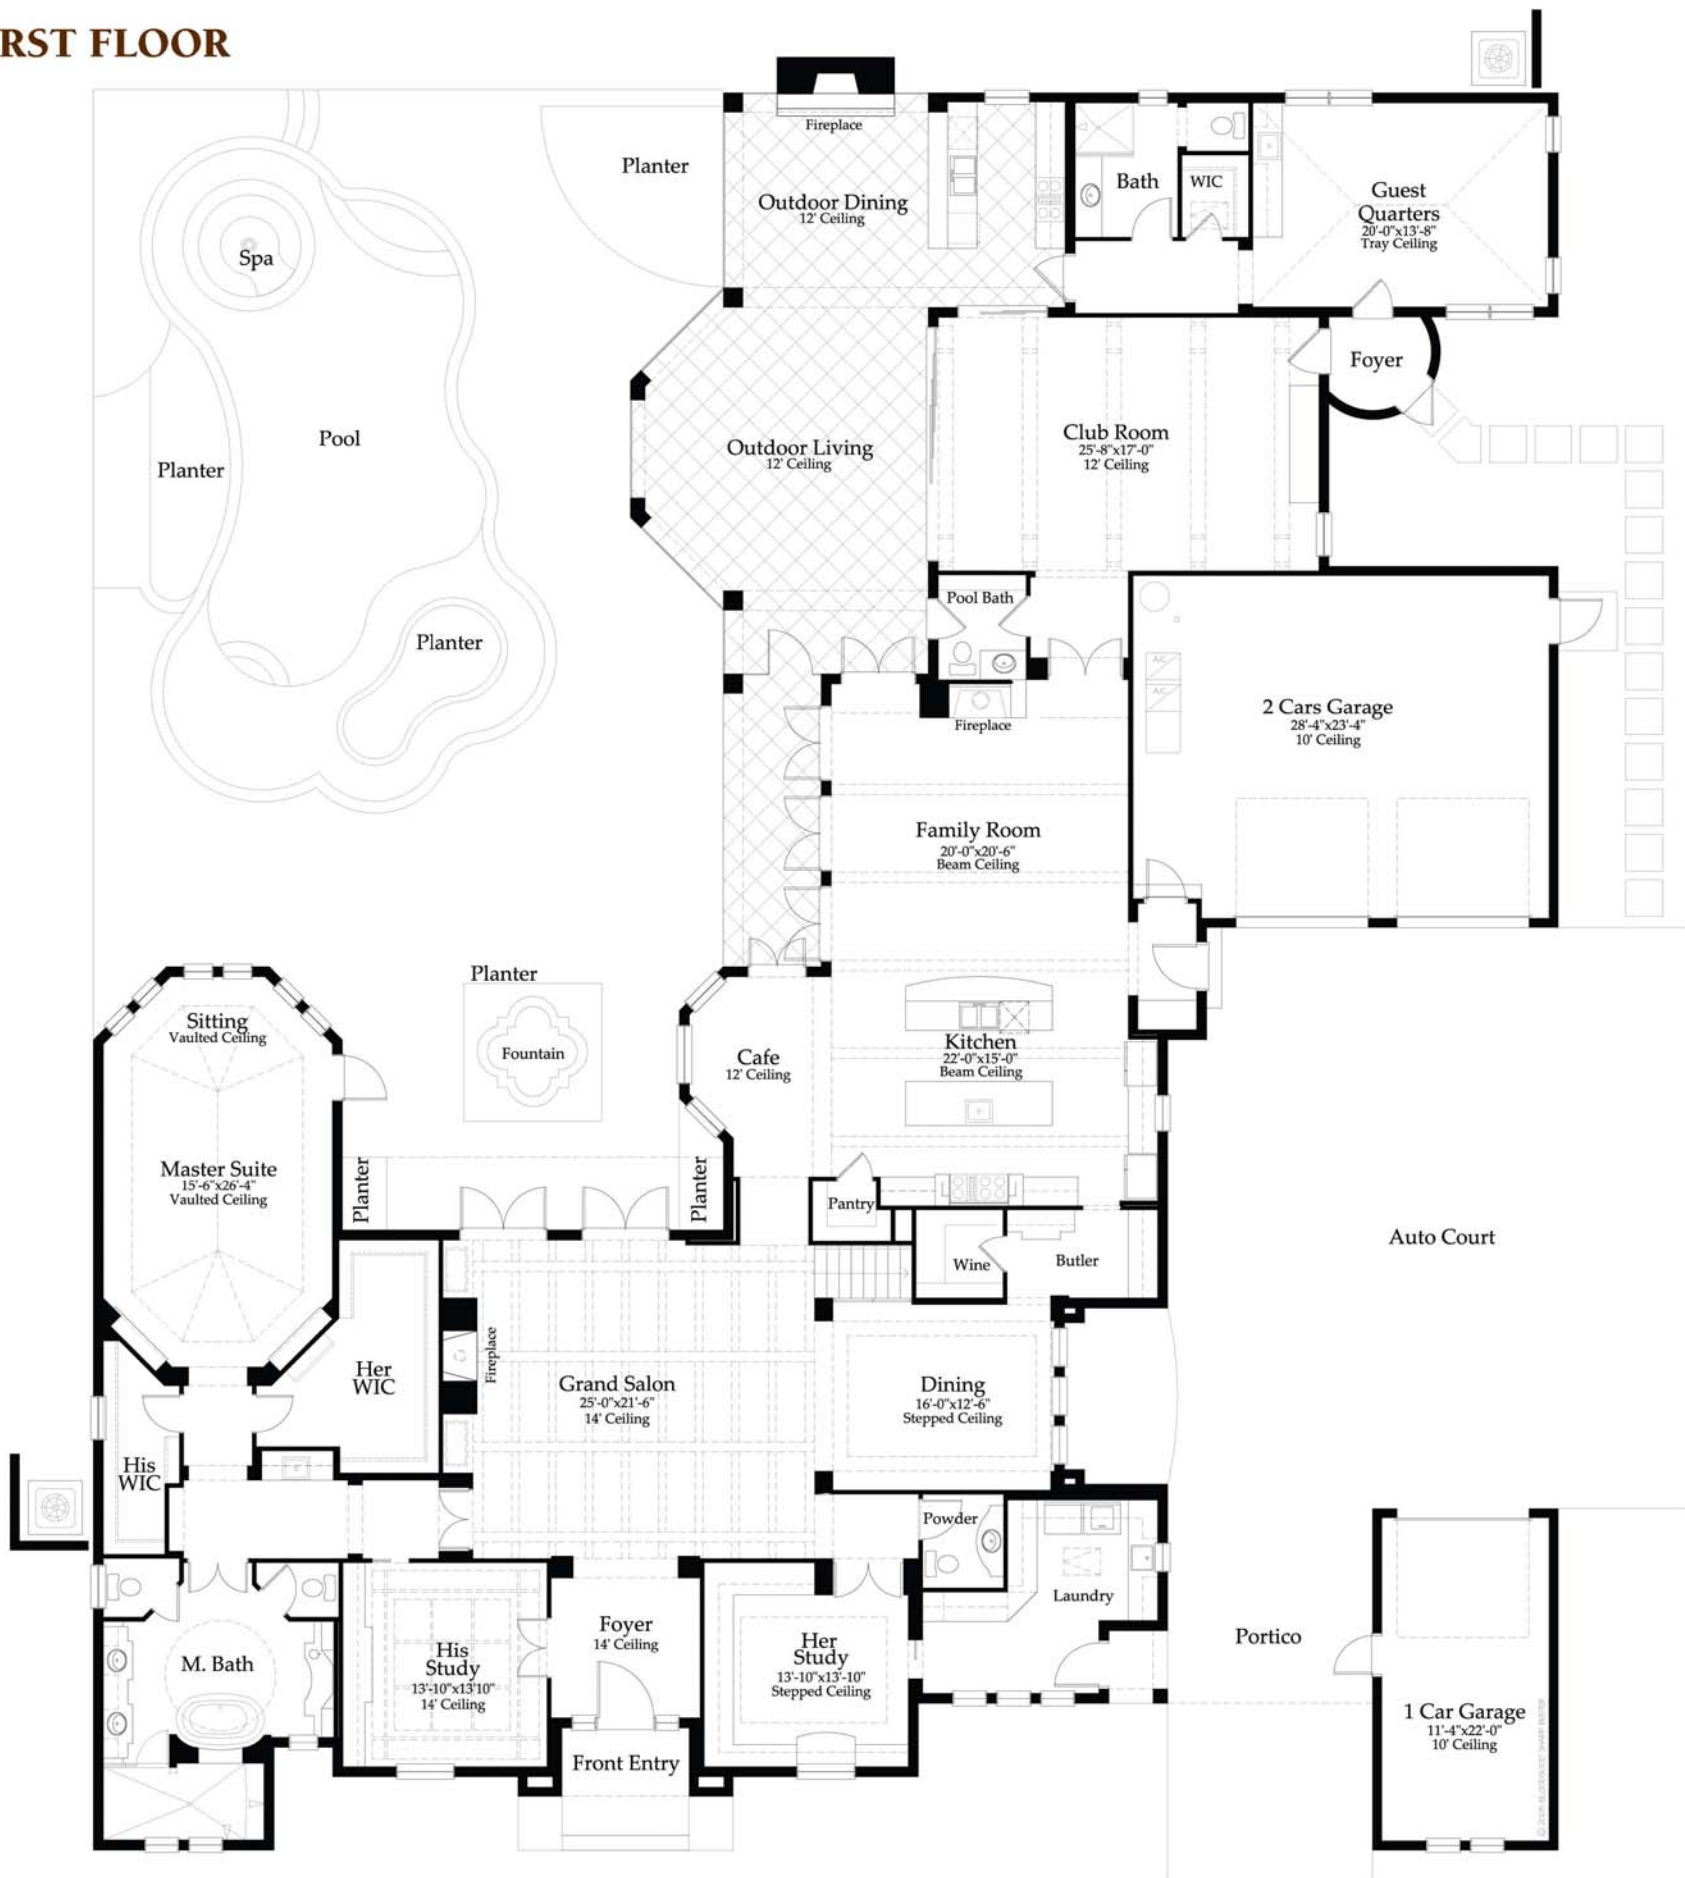 RST FLOOR
Fireplace
Planter
Outdoor Dining
12' Ceiling
Bath
WIC
Guest
Quarters
20'-0"x13'-8"
Tray Ceiling
Spa
Foyer
Pool
Planter
Outdoor Living
12' Ceiling
Club Room
25'-8"x17'-0"
12' Ceiling
Pool Bath
Planter
A/C
A/C
Fireplace
2 Cars Garage
28'-4"x23'-4"
10' Ceiling
Family Room
20'-0"x20'-6"
Beam Ceiling
Planter
Sitting
Vaulted Ceiling
Fountain
Cafe
12' Ceiling
Kitchen
22'-0"x15'-0"
Beam Ceiling
Master Suite
15'-6"x26'-4"
Vaulted Ceiling
Planter
Planter
Pantry
Wine
Butler
Auto Court
Her
WIC
Fireplace
Grand Salon
25'-0"x21'-6"
14' Ceiling
Dining
16'-0"x12'-6"
Stepped Ceiling
His
WIC
Powder
Laundry
Foyer
14' Ceiling
Portico
M. Bath
His
Study
13'-10"x13'10"
14' Ceiling
Her
Study
13'-10"x13'-10"
Stepped Ceiling
1 Car Garage
11'-4"x22'-0"
10' Ceiling
Front Entry